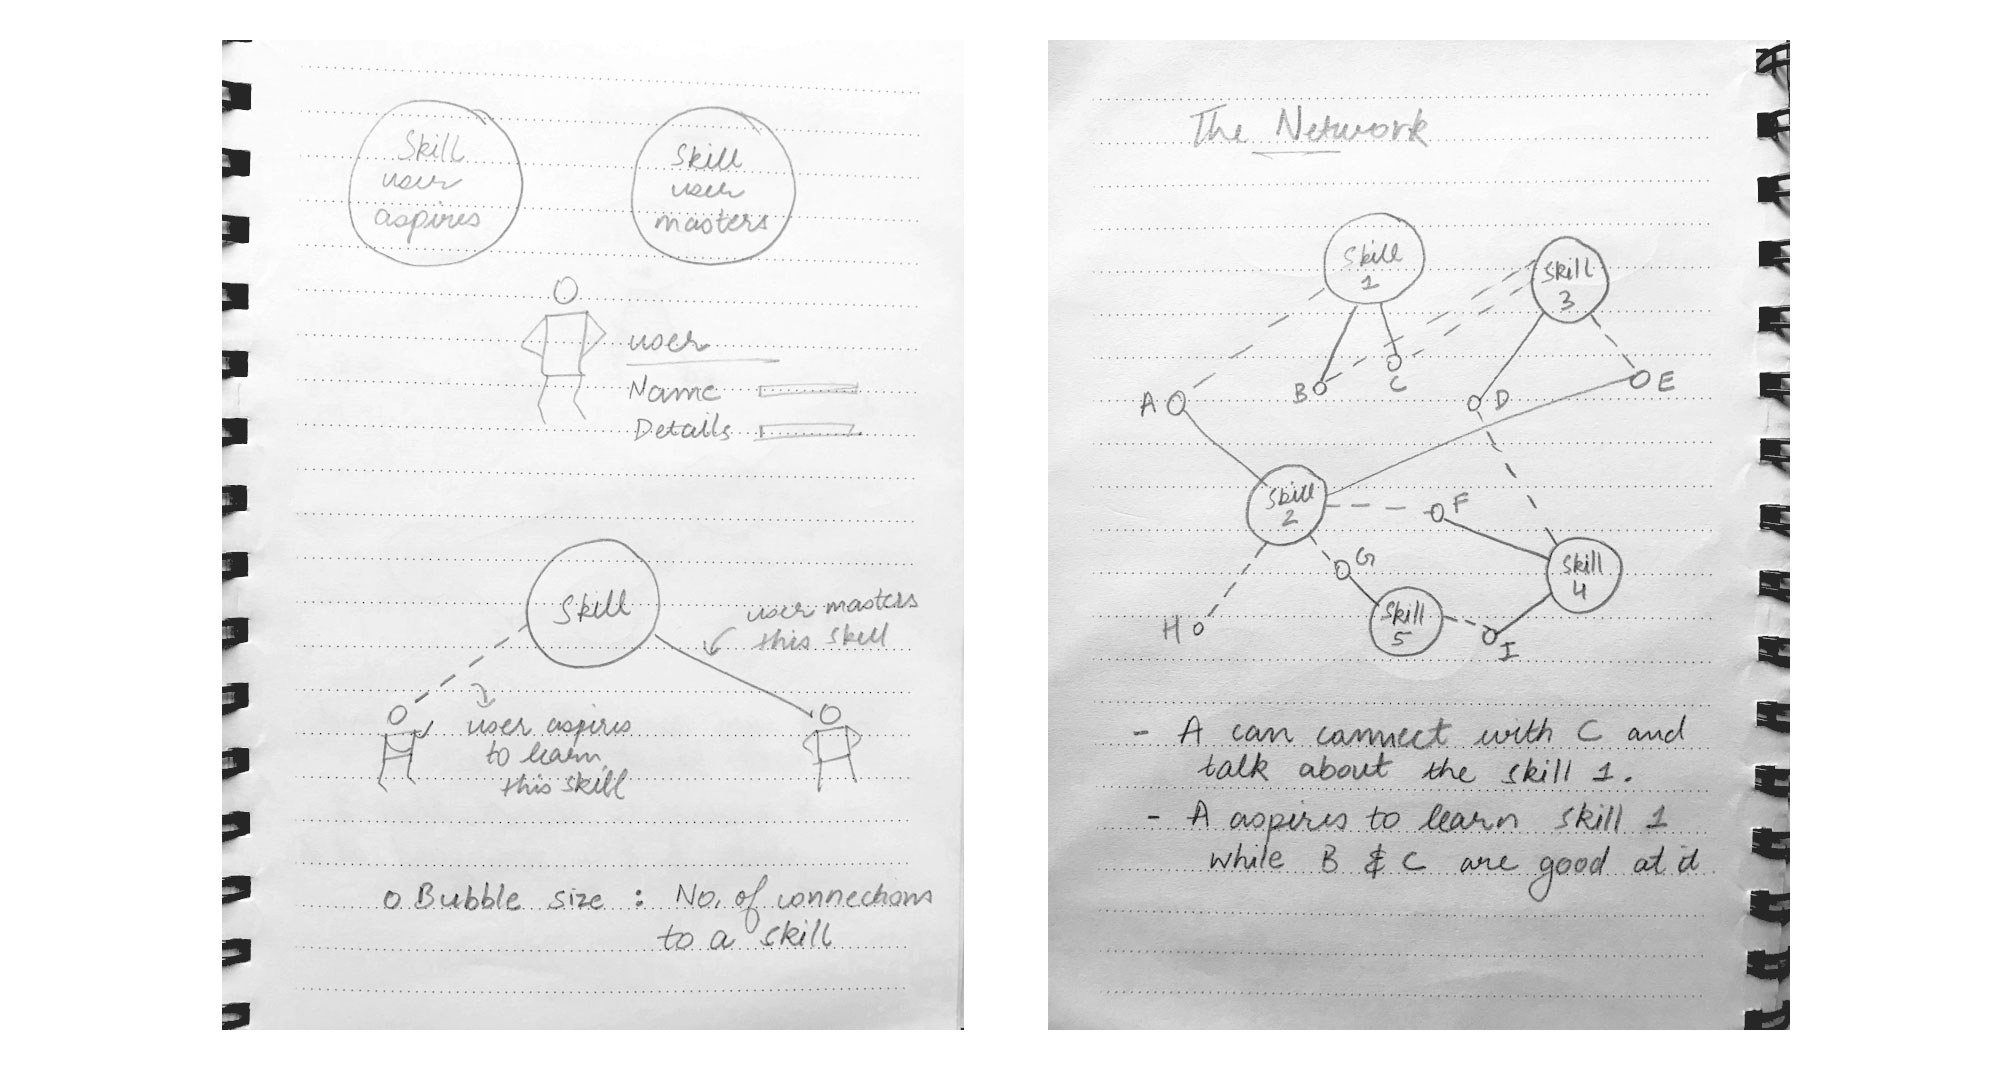 Skill
user
aspires
Skill
user
masters
user
Name
Details
Skill
user masters
this skill
user aspires
to learn
this skill
o Bubble size : No. of connections
to a skill
The Network
Skill
1
Skill
3
A
B
C
D
E
Skill
2
F
G
Skill
4
H
Skill
5
I
- A can connect with C and
talk about the skill 1.
- A aspires to learn skill 1
while B & C are good at it